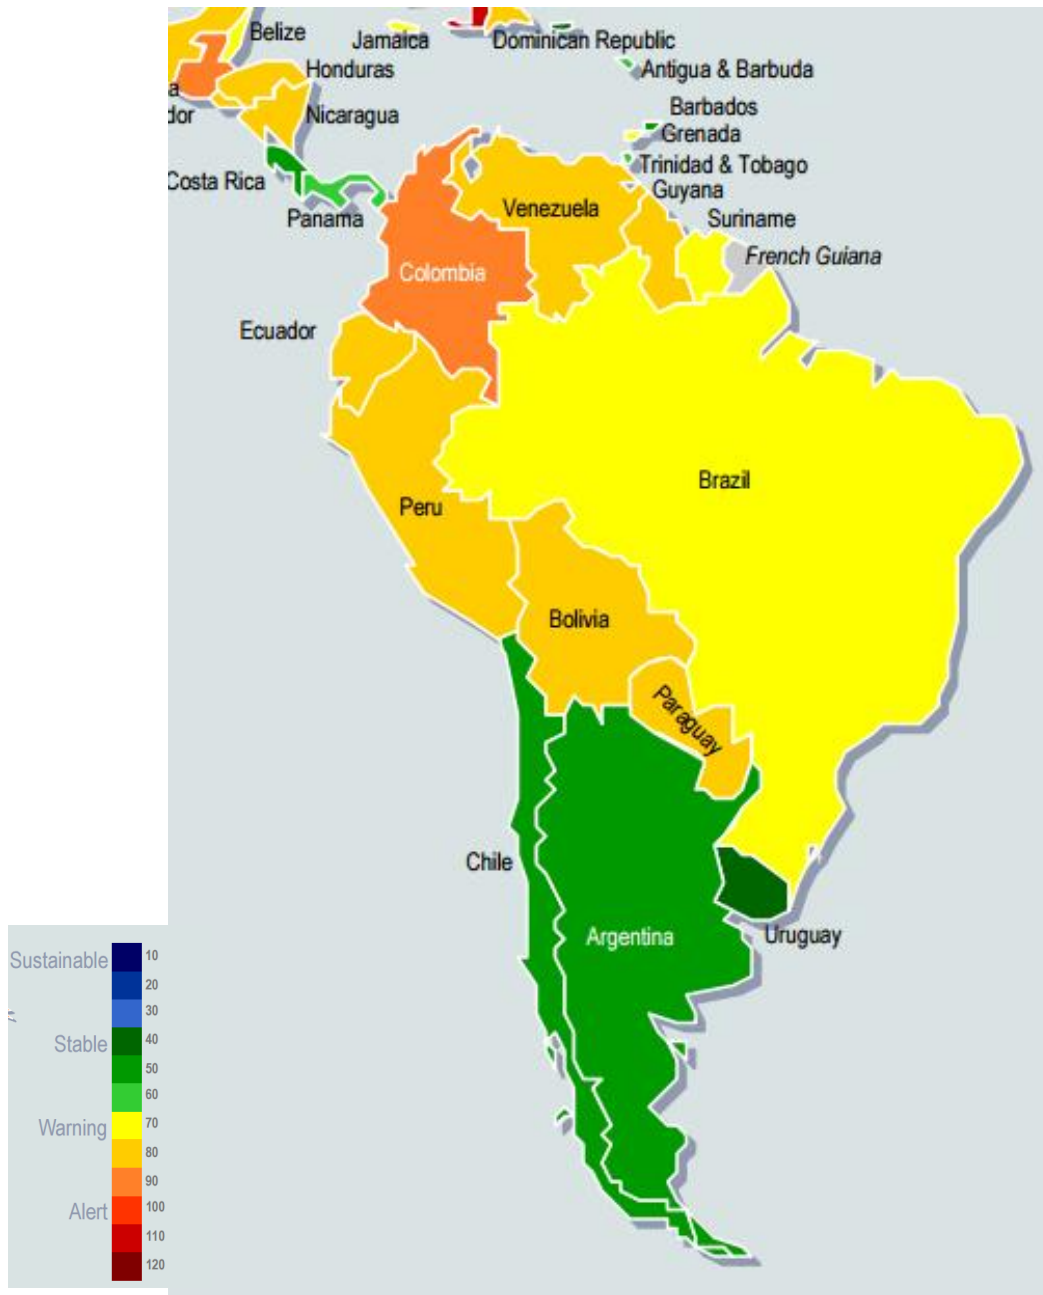 Belize
Jamaica
Dominican Republic
Honduras
Antigua & Barbuda
a
dor
Nicaragua
Barbados
Grenada
Costa Rica
Trinidad & Tobago
Guyana
Panama
Venezuela
Suriname
French Guiana
Colombia
Ecuador
Brazil
Peru
Bolivia
Paraguay
Chile
Argentina
Uruguay
Sustainable
10
20
30
Stable
40
50
60
Warning
70
80
90
Alert
100
110
120